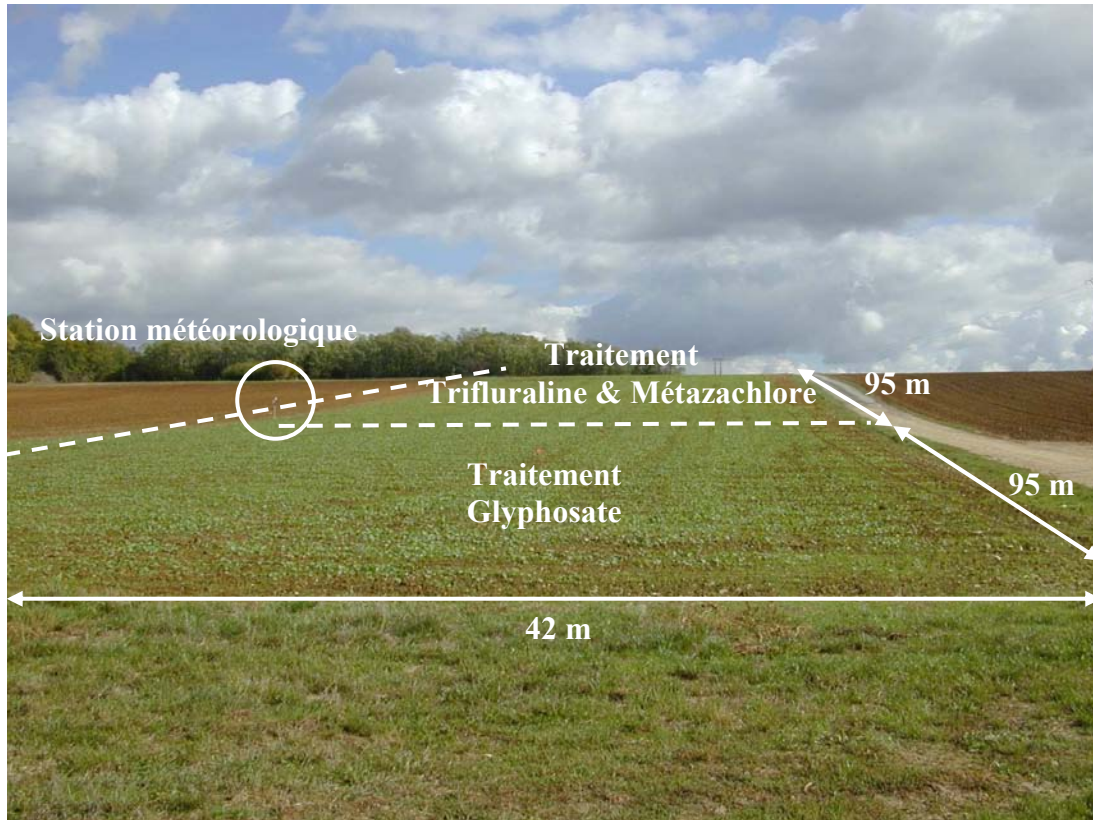 Station météorologique
Traitement
Trifluraline & Métazachlore
95 m
Traitement
Glyphosate
95 m
42 m